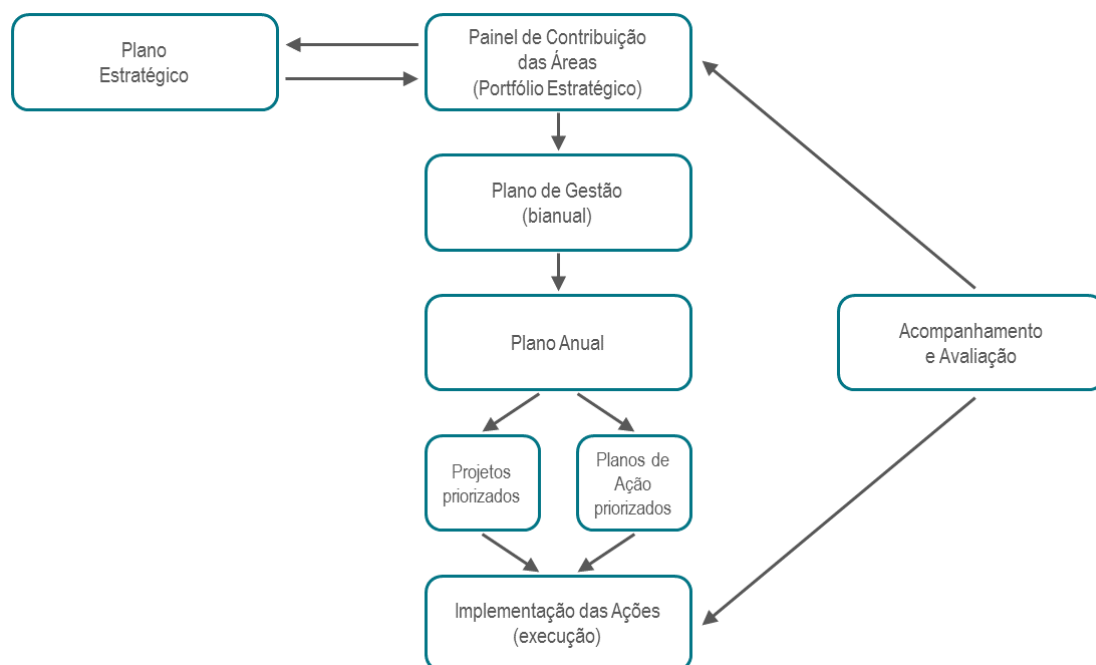 Plano
Estratégico
Painel de Contribuição
das Áreas
(Portfólio Estratégico)
Plano de Gestão
(bianual)
Plano Anual
Acompanhamento
e Avaliação
Projetos
priorizados
Planos de
Ação
priorizados
Implementação das Ações
(execução)